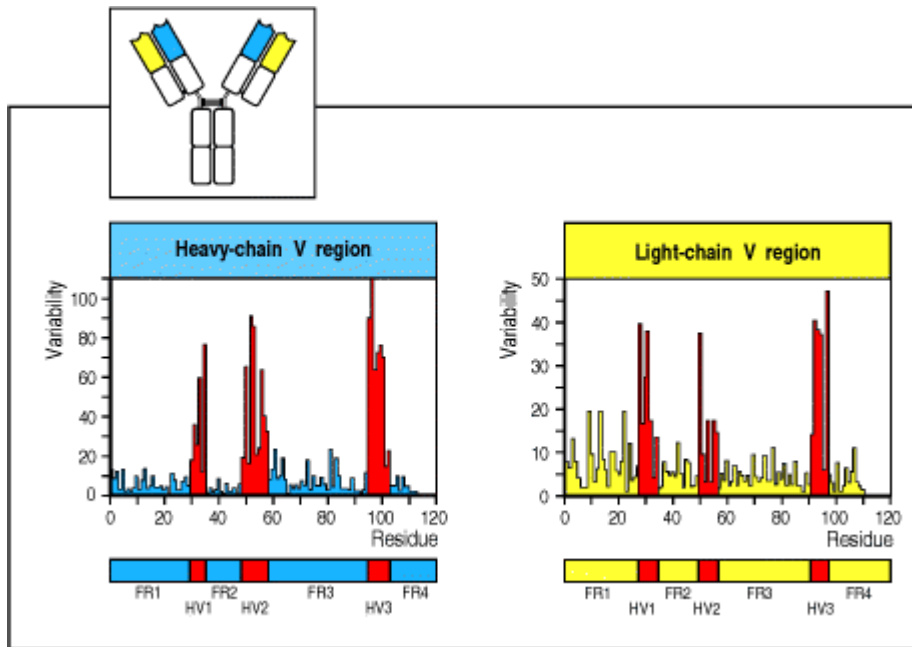 Heavy-chain V region
Variability
100
80
60
40
20
0
0 20 40 60 80 100 120
Residue
FR1 FR2 FR3 FR4
HV1 HV2 HV3
Light-chain V region
Variability
50
40
30
20
10
0
0 20 40 60 80 100 120
Residue
FR1 FR2 FR3 FR4
HV1 HV2 HV3